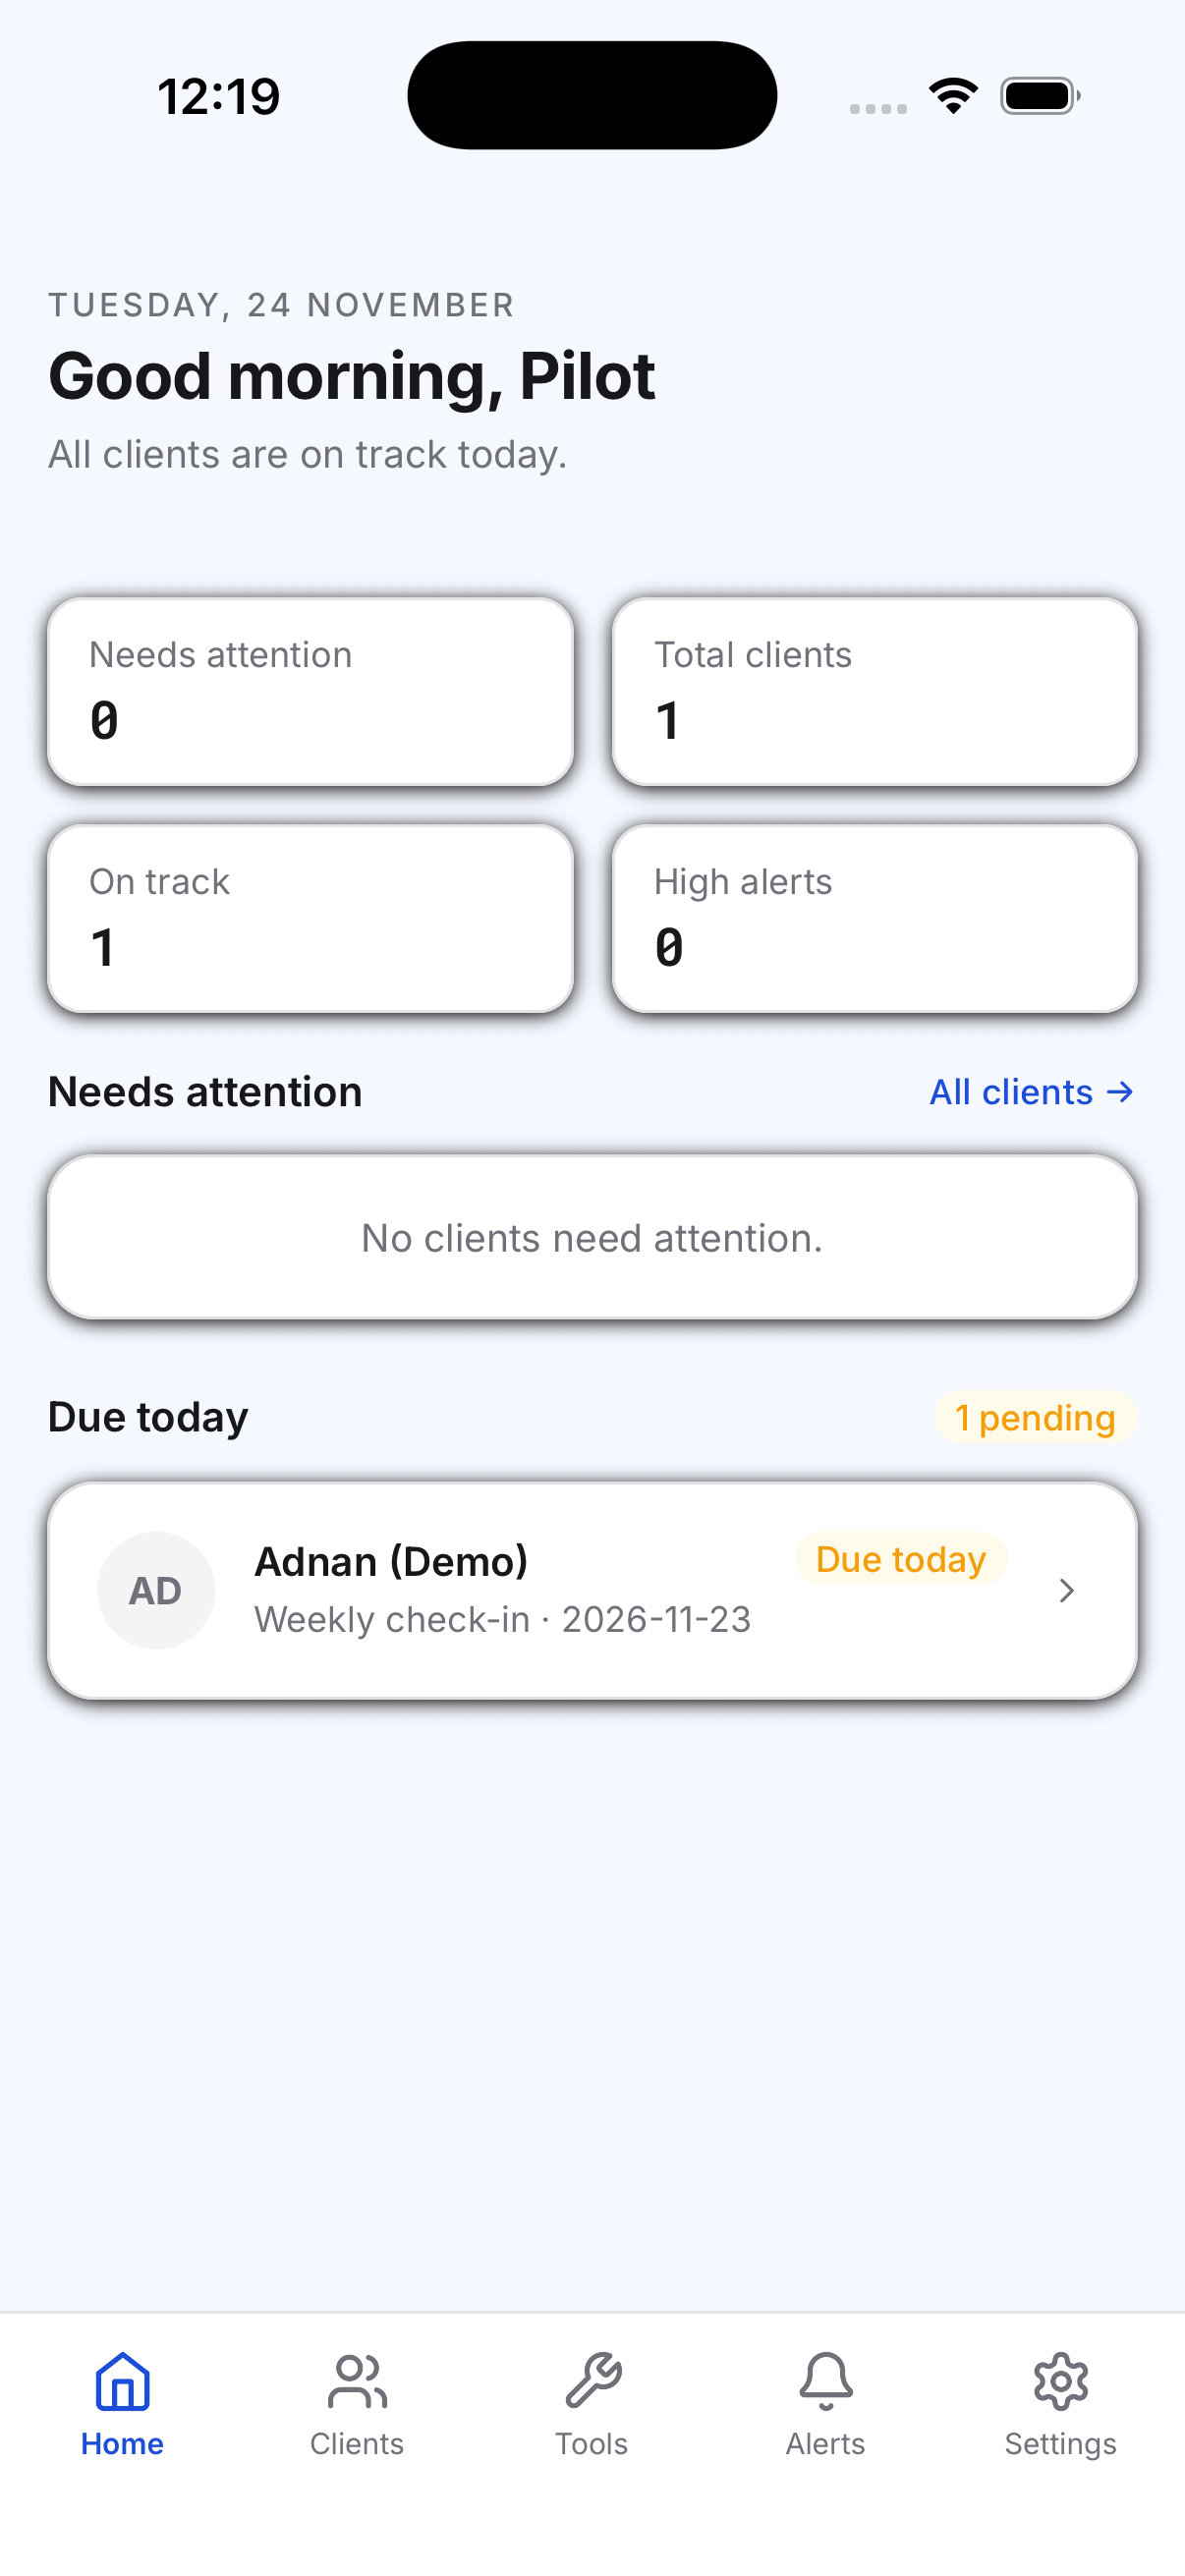 12:19
TUESDAY, 24 NOVEMBER
Good morning, Pilot
All clients are on track today.
Needs attention
0
Total clients
1
On track
1
High alerts
0
Needs attention
All clients →
No clients need attention.
Due today
1 pending
AD
Adnan (Demo)
Due today
Weekly check-in · 2026-11-23
Home
Clients
Tools
Alerts
Settings